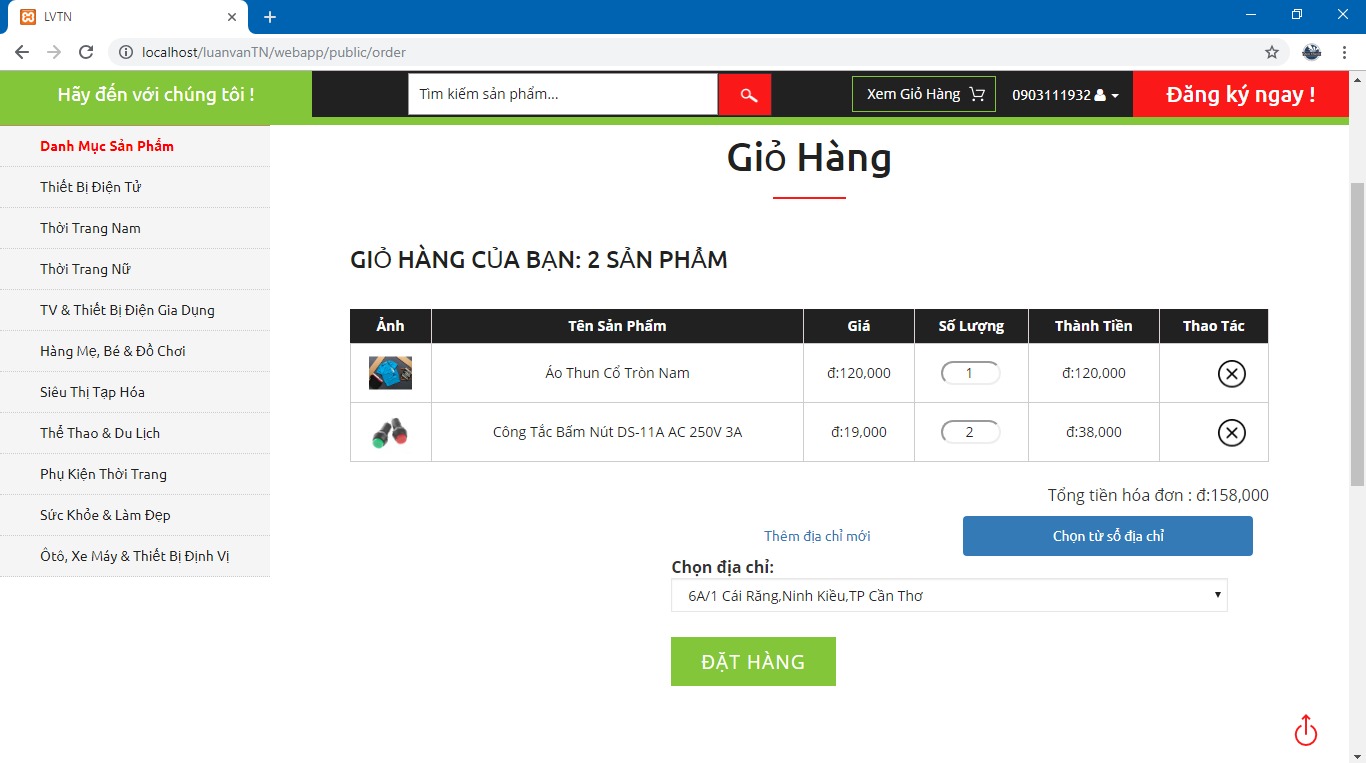 LVTN
localhost/luanvanTN/webapp/public/order
Hãy đến với chúng tôi !
Tìm kiếm sản phẩm...
Xem Giỏ Hàng
0903111932
Đăng ký ngay !
Danh Mục Sản Phẩm
Thiết Bị Điện Tử
Thời Trang Nam
Thời Trang Nữ
TV & Thiết Bị Điện Gia Dụng
Hàng Mẹ, Bé & Đồ Chơi
Siêu Thị Tạp Hóa
Thể Thao & Du Lịch
Phụ Kiện Thời Trang
Sức Khỏe & Làm Đẹp
Ôtô, Xe Máy & Thiết Bị Định Vị
Giỏ Hàng
GIỎ HÀNG CỦA BẠN: 2 SẢN PHẨM
Ảnh Tên Sản Phẩm Giá Số Lượng Thành Tiền Thao Tác
Áo Thun Cổ Tròn Nam đ:120,000 1 đ:120,000
Công Tắc Bấm Nút DS-11A AC 250V 3A đ:19,000 2 đ:38,000
Tổng tiền hóa đơn : đ:158,000
Thêm địa chỉ mới
Chọn từ sổ địa chỉ
Chọn địa chỉ:
6A/1 Cái Răng,Ninh Kiều,TP Cần Thơ
ĐẶT HÀNG